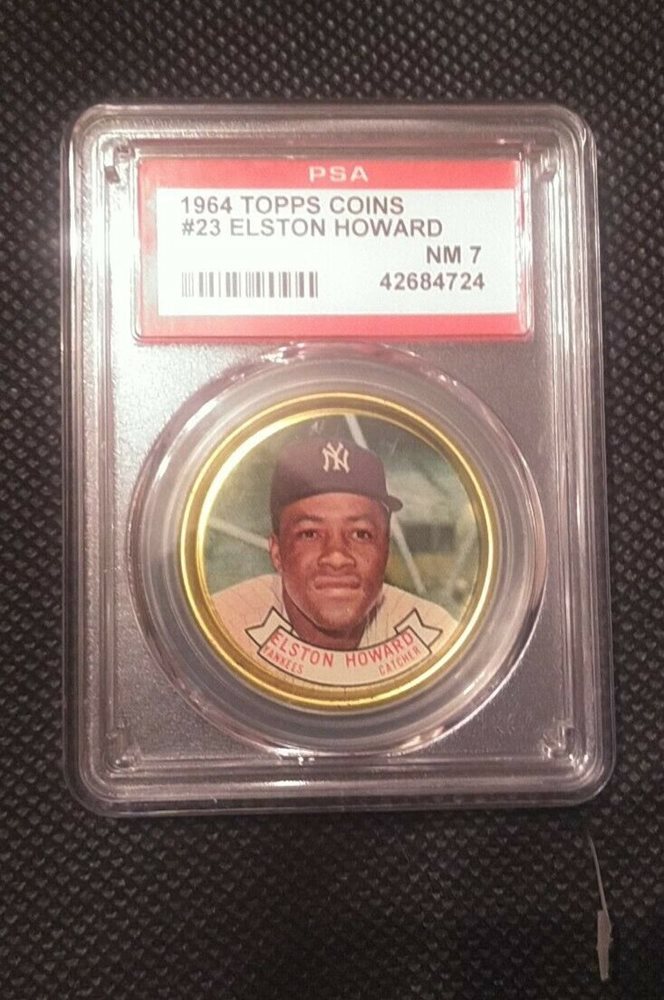 PSA
1964 TOPPS COINS
#23 ELSTON HOWARD
NM 7
42684724
NY
ELSTON HOWARD
YANKEES CATCHER